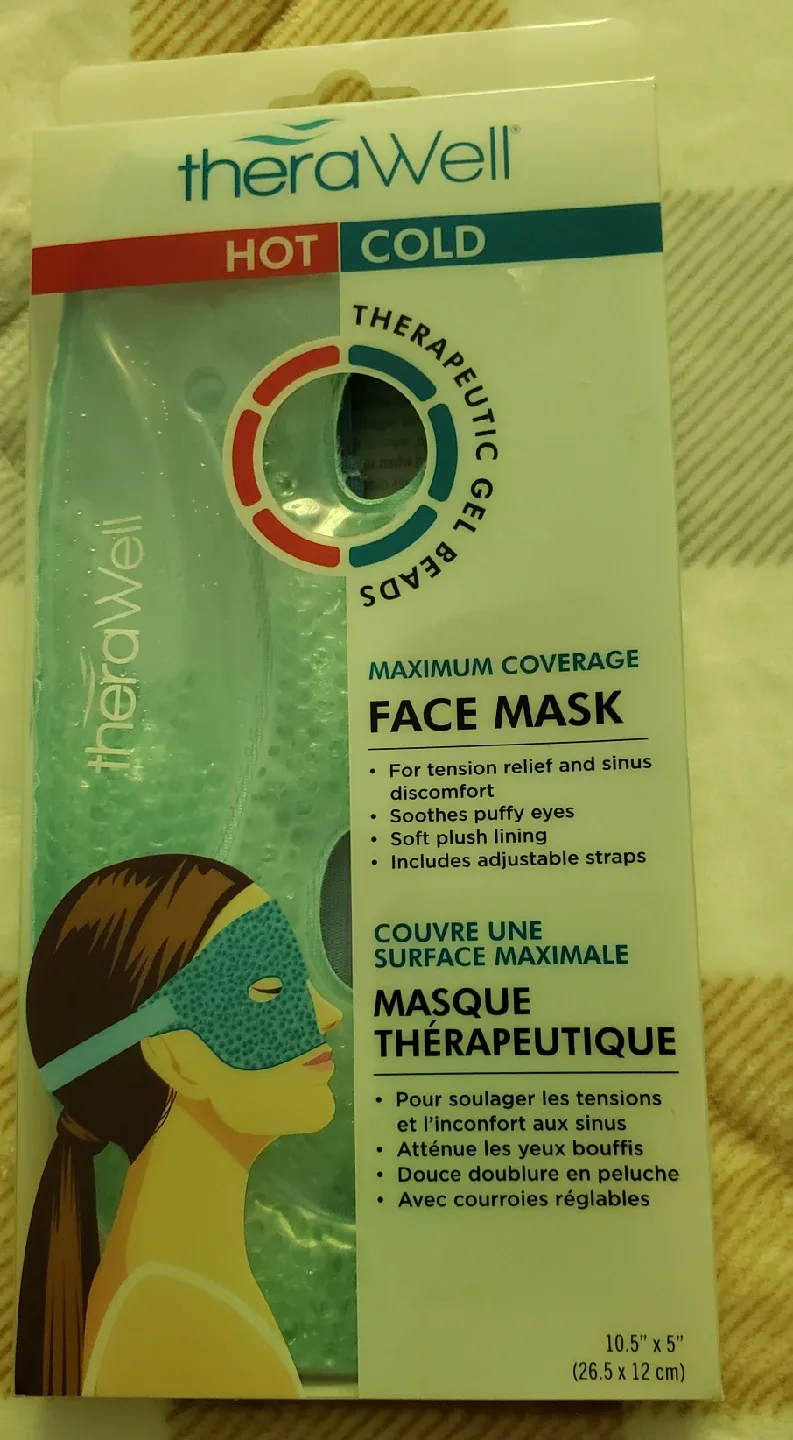 theraWell®
HOT COLD
THERAPEUTIC GEL BEADS
theraWell
MAXIMUM COVERAGE
FACE MASK
• For tension relief and sinus
discomfort
• Soothes puffy eyes
• Soft plush lining
• Includes adjustable straps
COUVRE UNE
SURFACE MAXIMALE
MASQUE
THÉRAPEUTIQUE
• Pour soulager les tensions
et l'inconfort aux sinus
• Atténue les yeux bouffis
• Douce doublure en peluche
• Avec courroies réglables
10.5" x 5"
(26.5 x 12 cm)